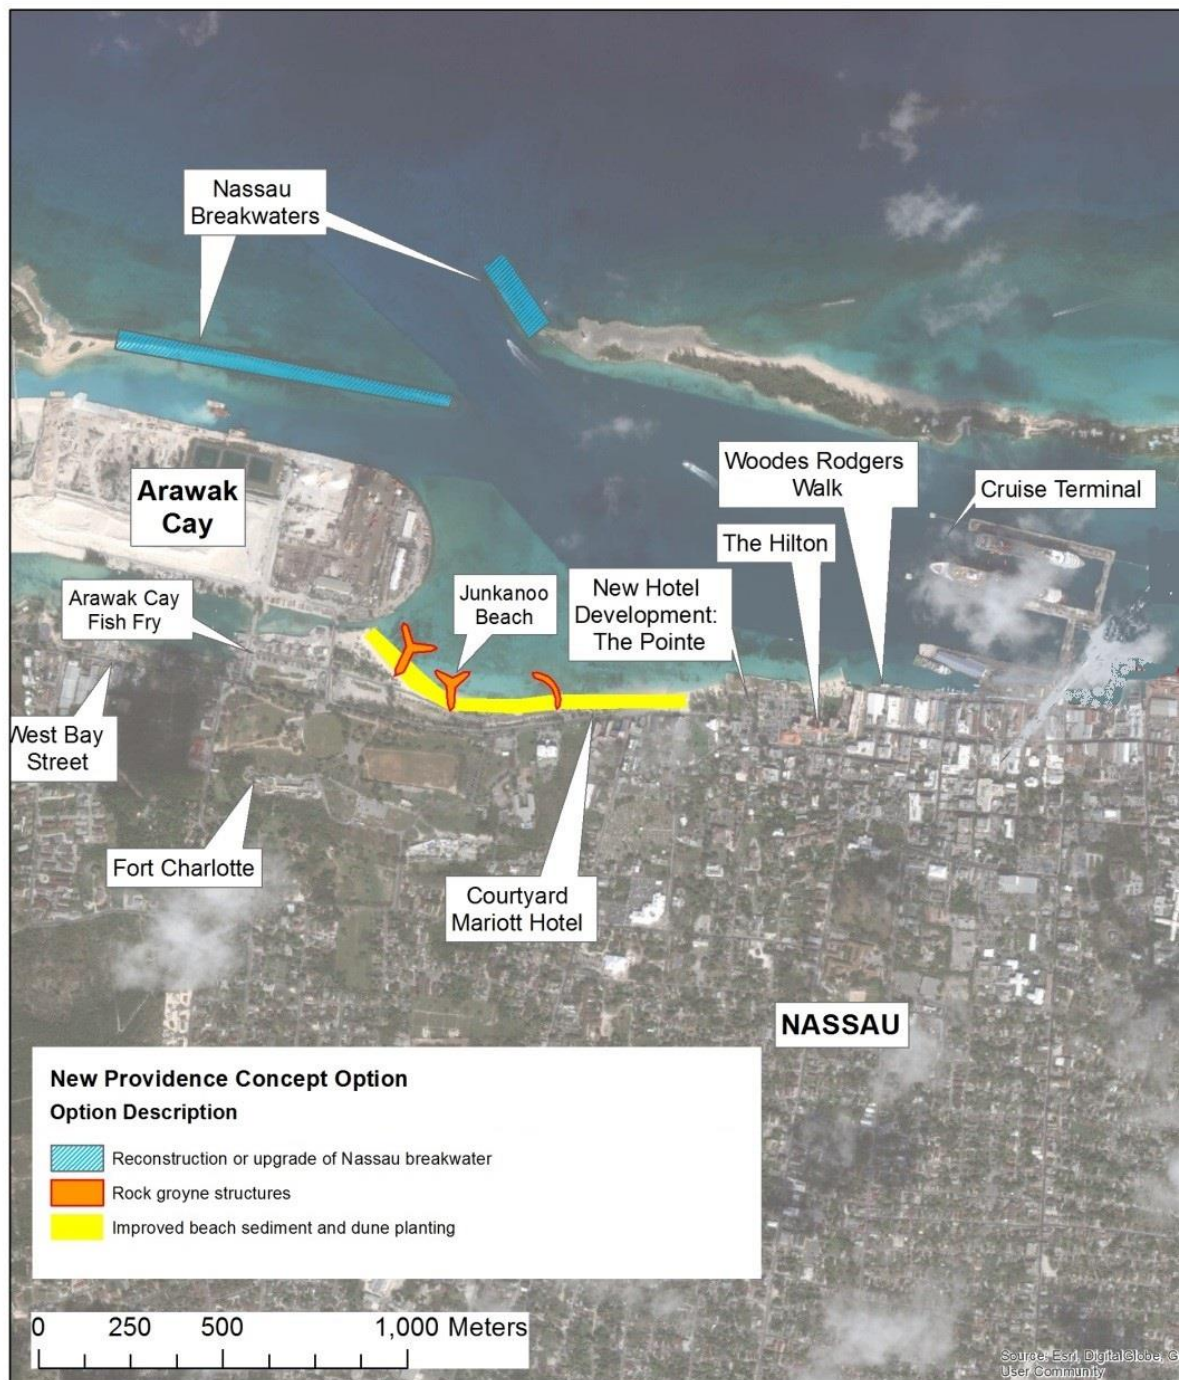 Nassau
Breakwaters
Woodes Rodgers
Walk
Cruise Terminal
Arawak
Cay
The Hilton
New Hotel
Development:
The Pointe
Junkanoo
Beach
Arawak Cay
Fish Fry
West Bay
Street
Fort Charlotte
Courtyard
Mariott Hotel
NASSAU
New Providence Concept Option
Option Description
Reconstruction or upgrade of Nassau breakwater
Rock groyne structures
Improved beach sediment and dune planting
0 250 500 1,000 Meters
Source: Esri, DigitalGlobe, G
User Community